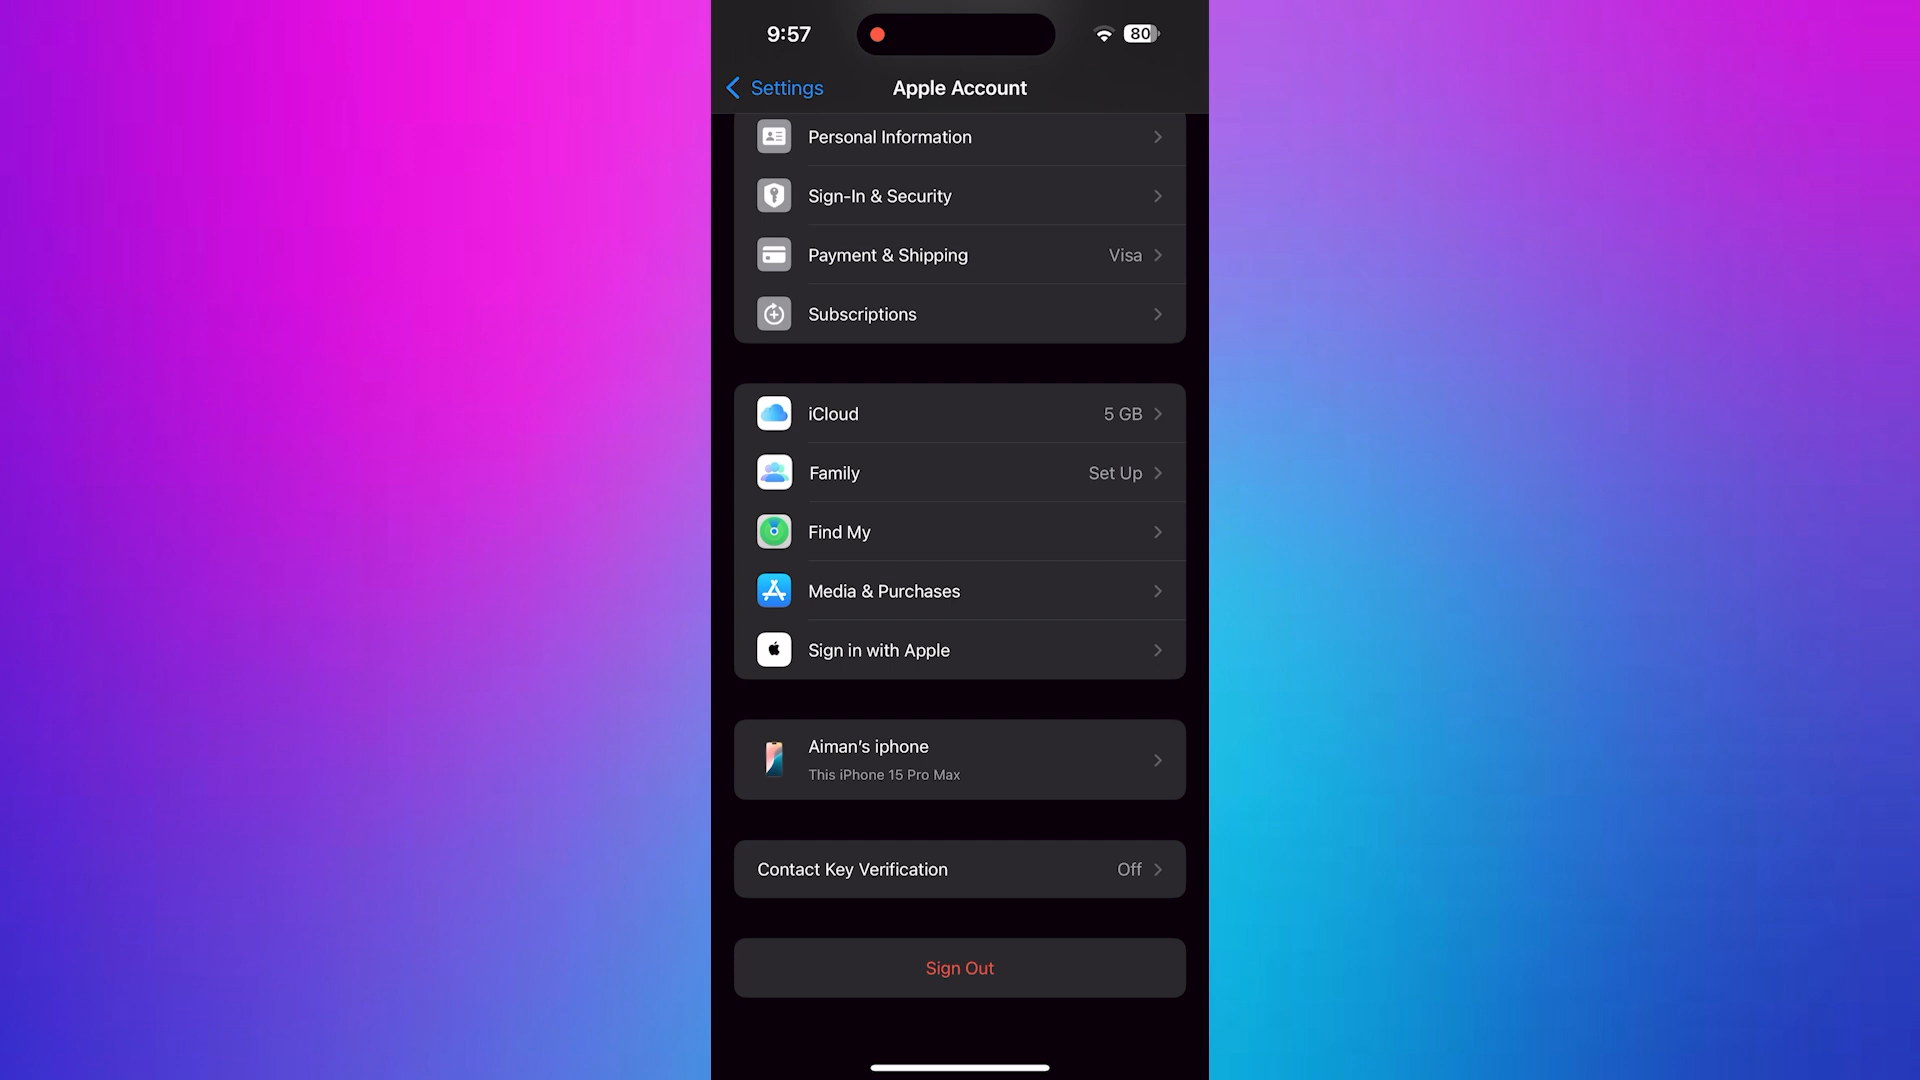 9:57
80
Settings
Apple Account
Personal Information
Sign-In & Security
Payment & Shipping Visa
Subscriptions
iCloud 5 GB
Family Set Up
Find My
Media & Purchases
Sign in with Apple
Aiman’s iphone
This iPhone 15 Pro Max
Contact Key Verification Off
Sign Out